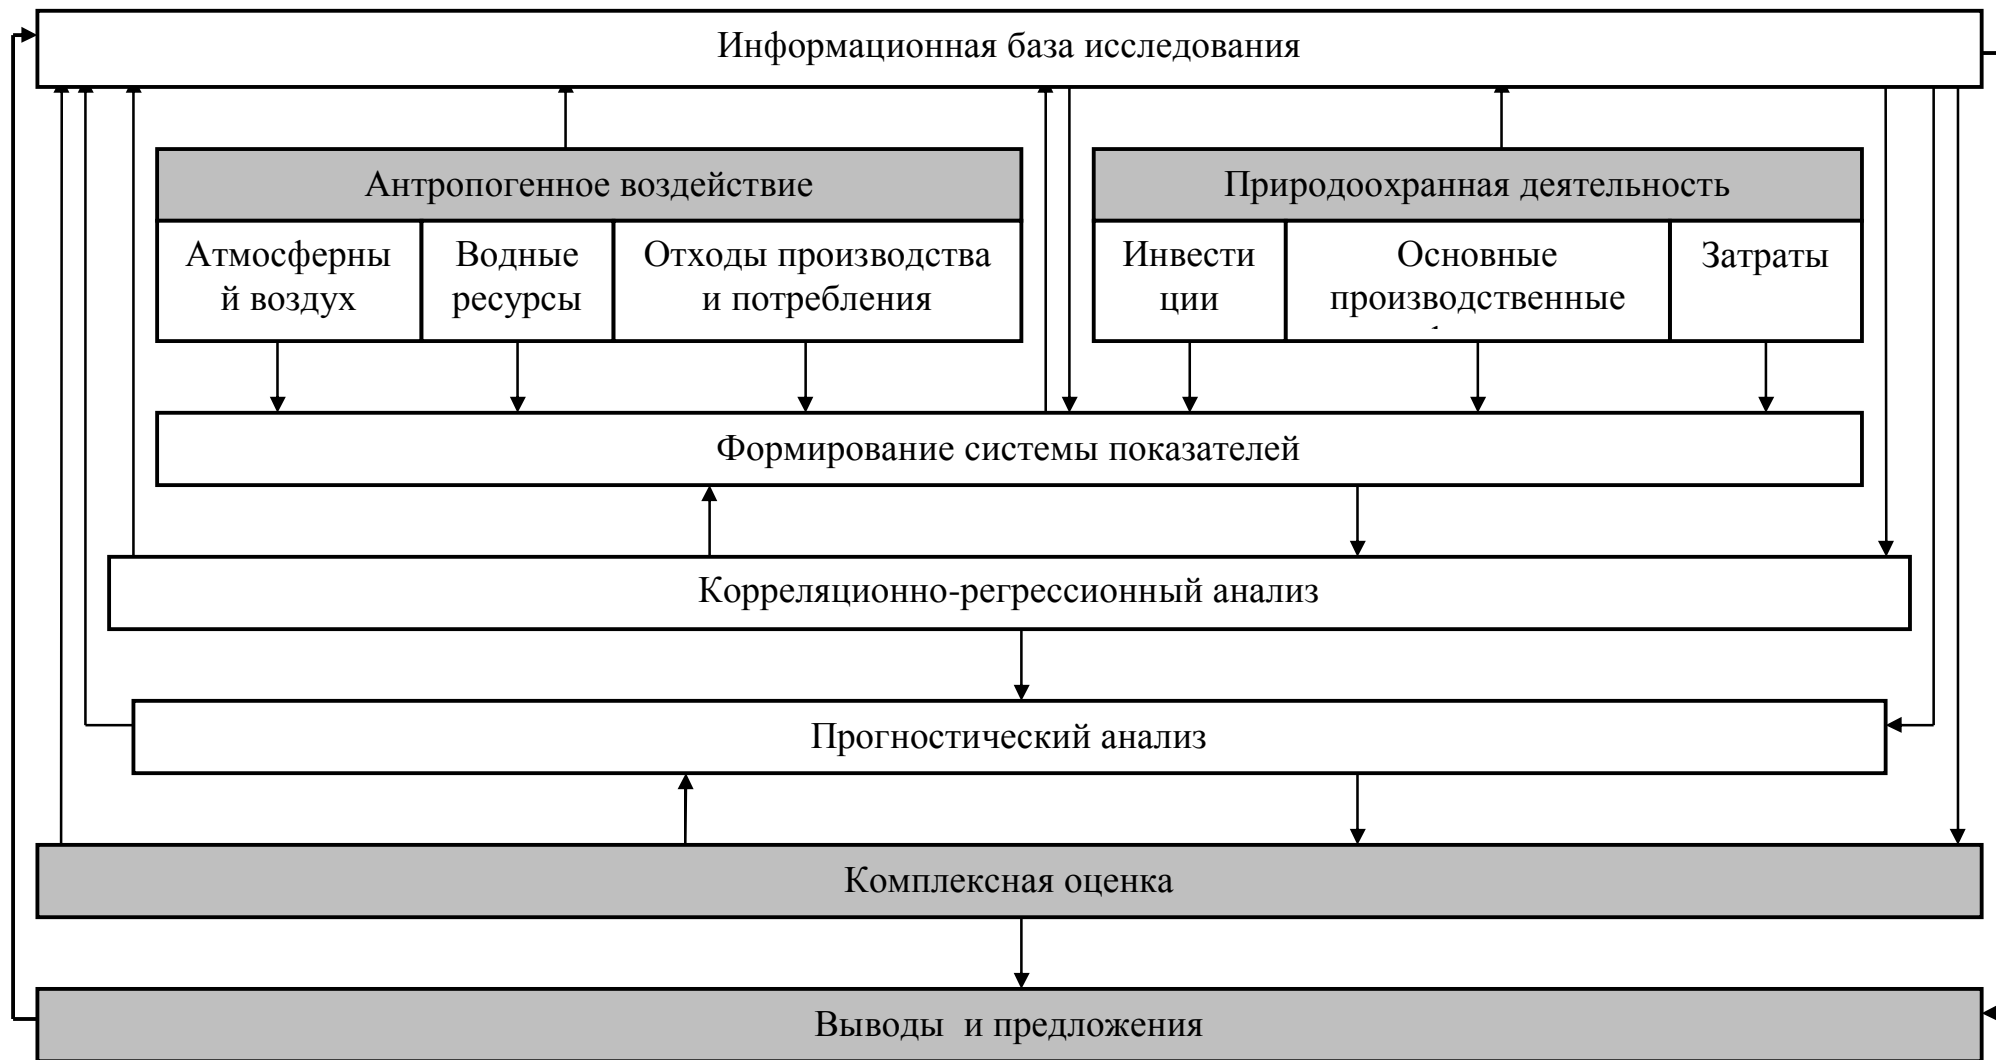 Информационная база исследования
Антропогенное воздействие
Природоохранная деятельность
Атмосферны
й воздух
Водные
ресурсы
Отходы производства
и потребления
Инвести
ции
Основные
производственные
Затраты
Формирование системы показателей
Корреляционно-регрессионный анализ
Прогностический анализ
Комплексная оценка
Выводы и предложения